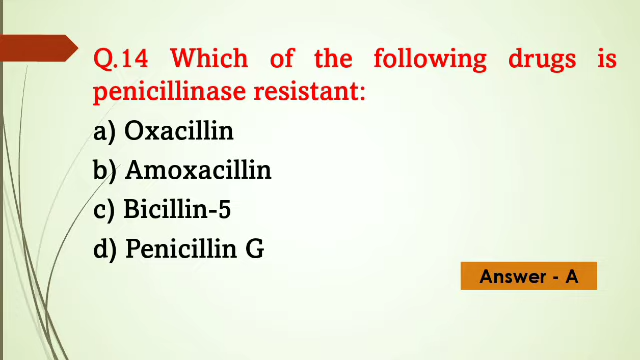 Q.14 Which of the following drugs is
penicillinase resistant:
a) Oxacillin
b) Amoxacillin
c) Bicillin-5
d) Penicillin G
Answer - A